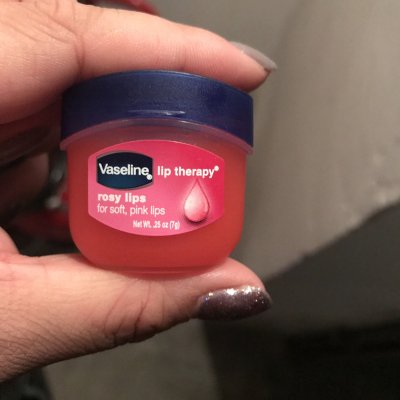 Vaseline® lip therapy®
rosy lips
for soft, pink lips
Net Wt. .25 oz (7g)